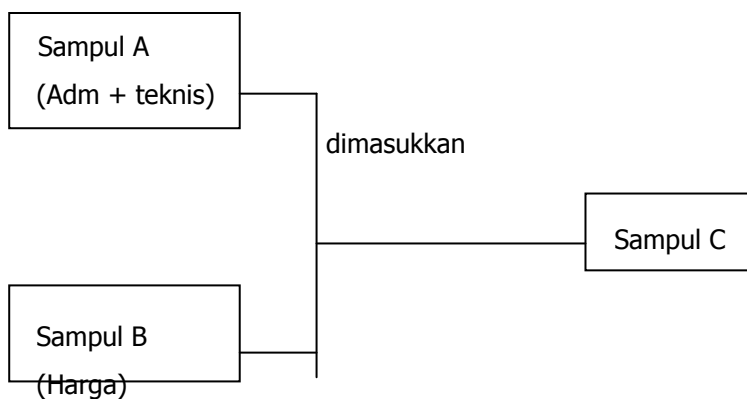 Sampul A
(Adm + teknis)
dimasukkan
Sampul C
Sampul B
(Harga)